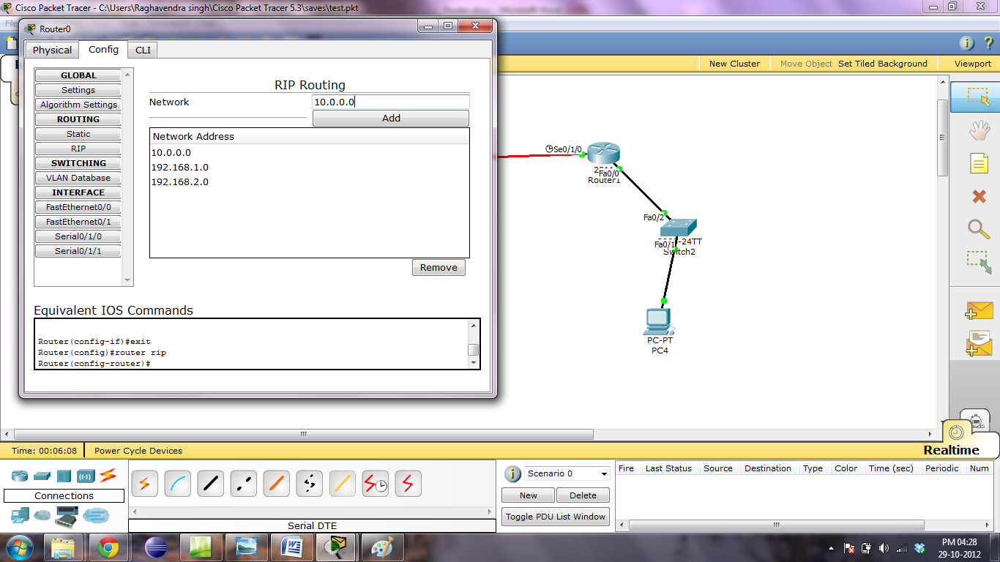 Cisco Packet Tracer - C:\Users\Raghavendra singh\Cisco Packet Tracer 5.3\saves\test.pkt
Router0
Physical Config CLI
GLOBAL
Settings
Algorithm Settings
ROUTING
Static
RIP
SWITCHING
VLAN Database
INTERFACE
FastEthernet0/0
FastEthernet0/1
Serial0/1/0
Serial0/1/1
RIP Routing
Network 10.0.0.0
Add
Network Address
10.0.0.0
192.168.1.0
192.168.2.0
Remove
Equivalent IOS Commands
Router(config-if)#exit
Router(config)#router rip
Router(config-router)#
New Cluster Move Object Set Tiled Background Viewport
Se0/1/0
Fa0/0
Router1
Fa0/2
-24TT
Fa0/1
Switch2
PC-PT
PC4
Time: 00:06:08 Power Cycle Devices
Realtime
Connections
Serial DTE
Scenario 0
New Delete
Toggle PDU List Window
Fire Last Status Source Destination Type Color Time (sec) Periodic Num
PM 04:28
29-10-2012